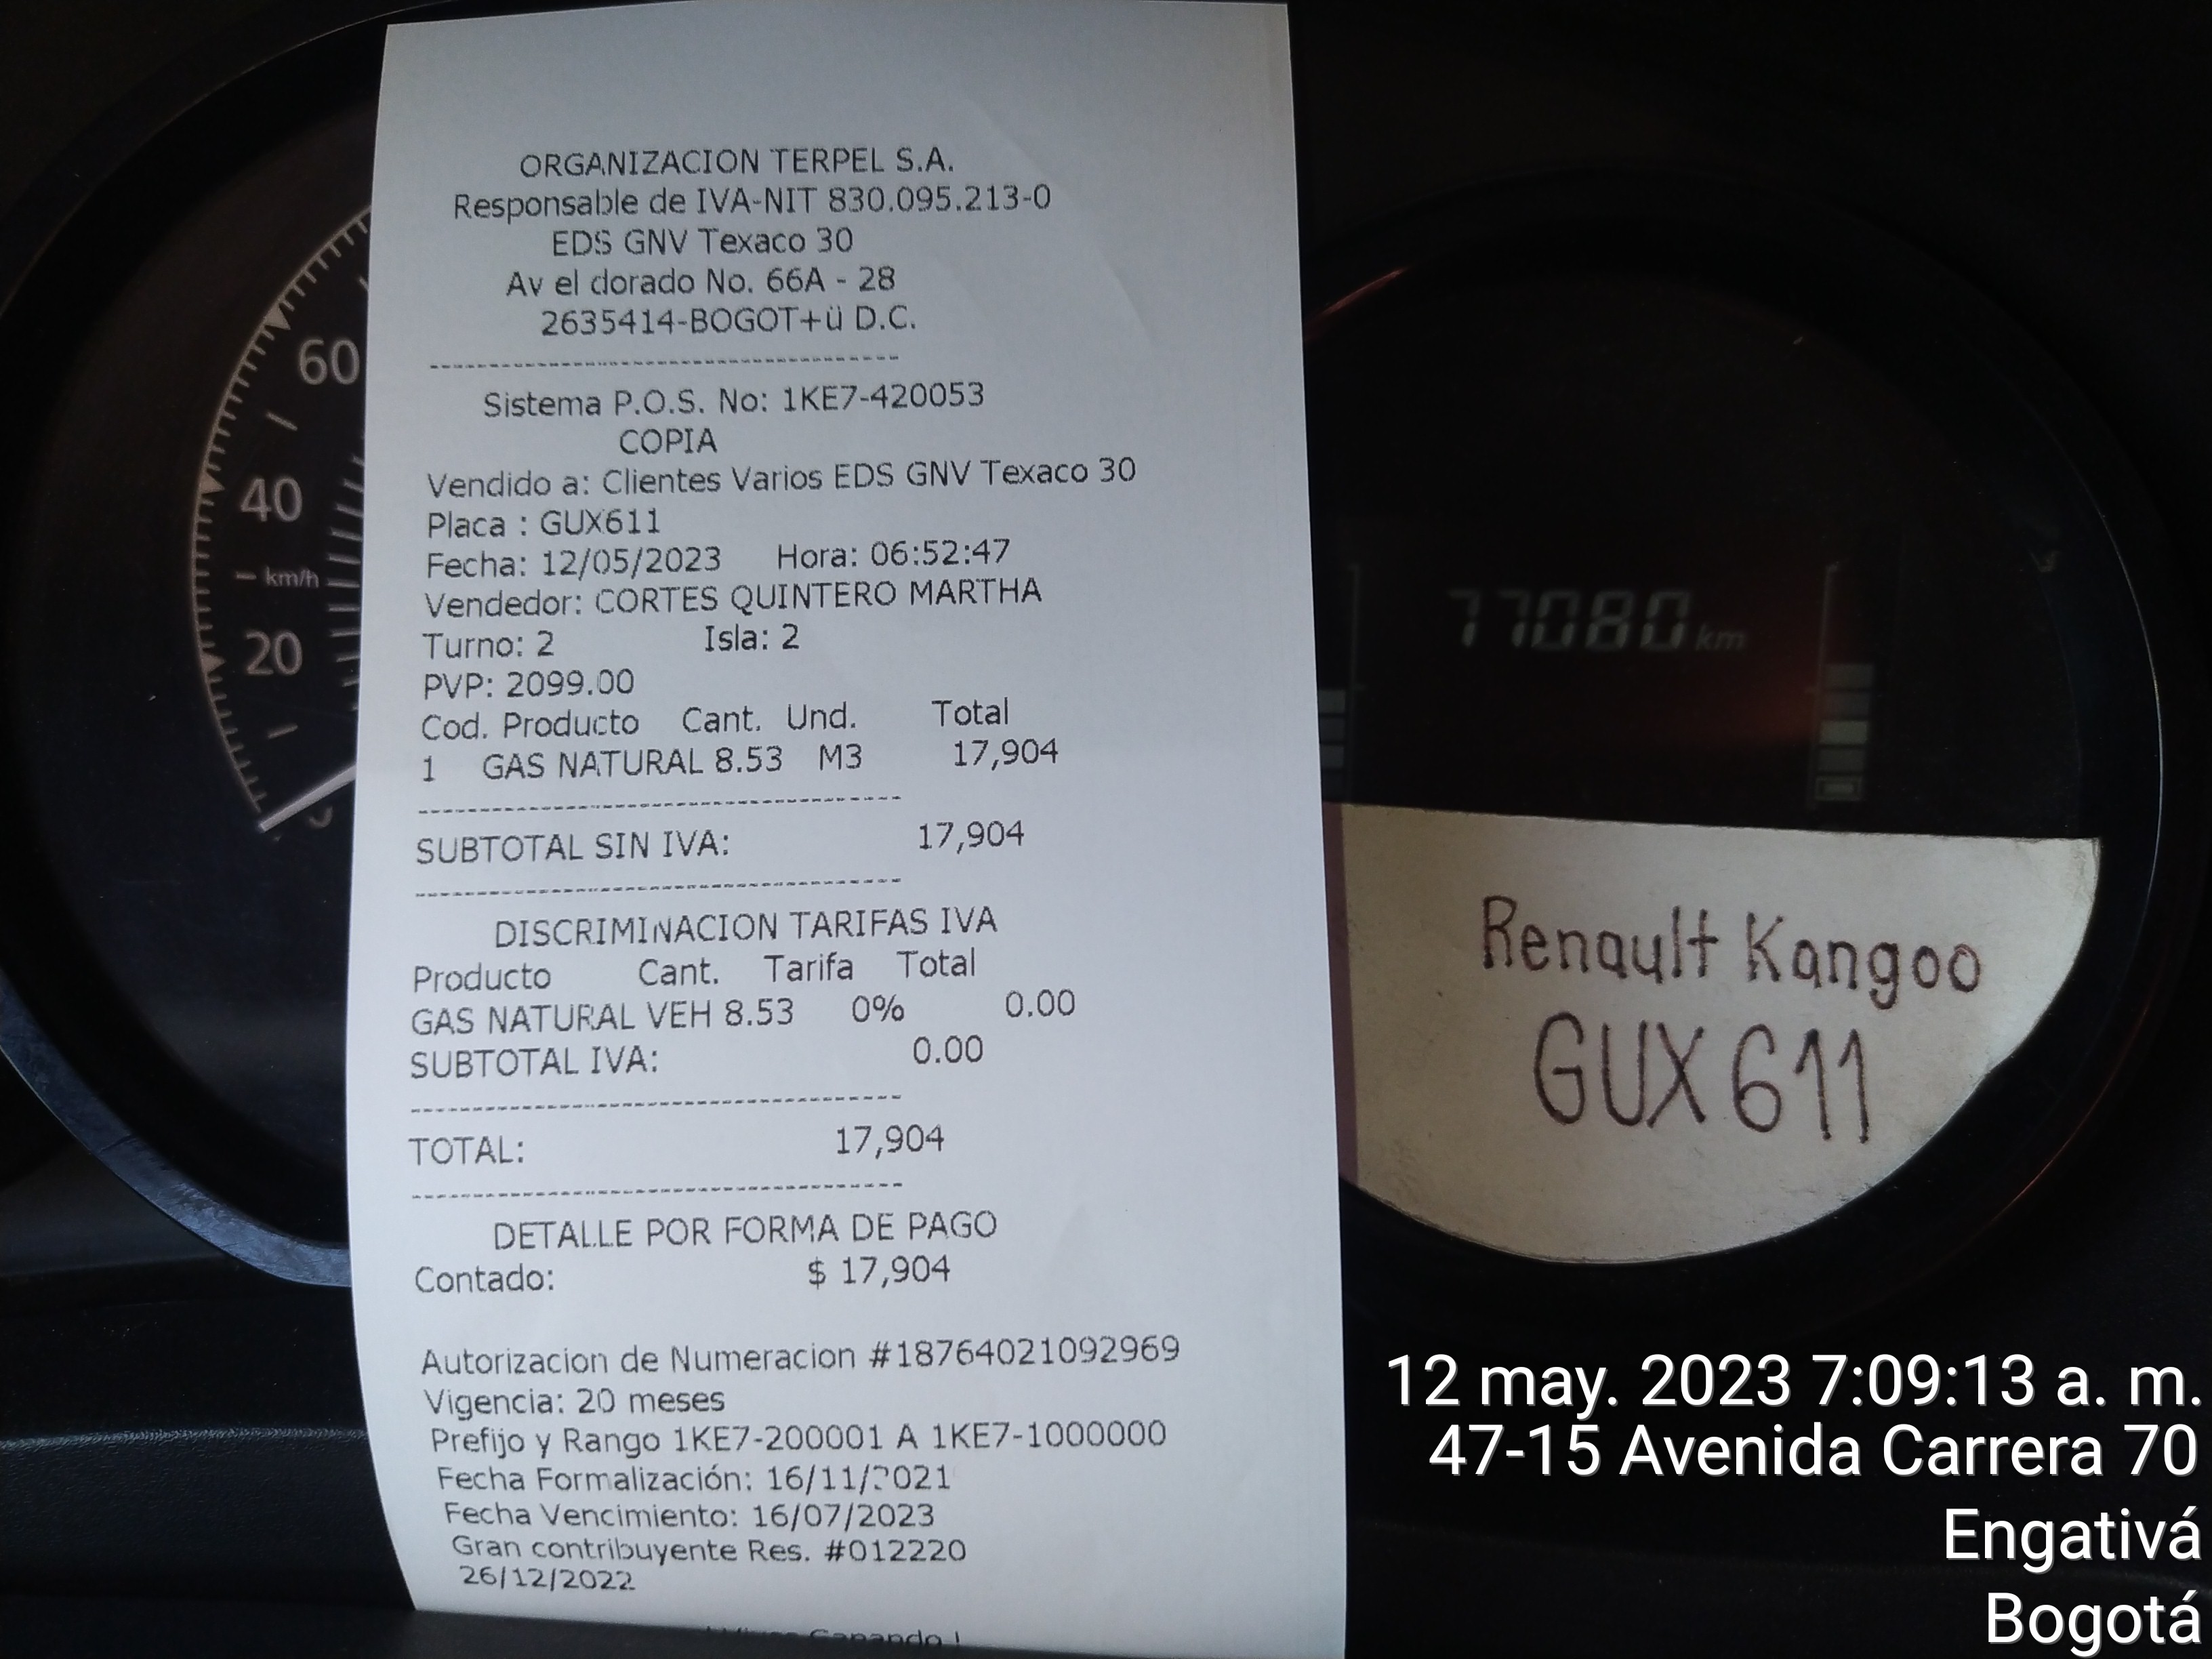 ORGANIZACION TERPEL S.A.
Responsable de IVA-NIT 830.095.213-0
EDS GNV Texaco 30
Av el dorado No. 66A - 28
2635414-BOGOT+ü D.C.
Sistema P.O.S. No: 1KE7-420053
COPIA
Vendido a: Clientes Varios EDS GNV Texaco 30
Placa : GUX611
Fecha: 12/05/2023 Hora: 06:52:47
Vendedor: CORTES QUINTERO MARTHA
Turno: 2 Isla: 2
PVP: 2099.00
Cod. Producto Cant. Und. Total
1 GAS NATURAL 8.53 M3 17,904
SUBTOTAL SIN IVA: 17,904
DISCRIMINACION TARIFAS IVA
Producto Cant. Tarifa Total
GAS NATURAL VEH 8.53 0% 0.00
SUBTOTAL IVA: 0.00
TOTAL: 17,904
DETALLE POR FORMA DE PAGO
Contado: $ 17,904
Autorizacion de Numeracion #18764021092969
Vigencia: 20 meses
Prefijo y Rango 1KE7-200001 A 1KE7-1000000
Fecha Formalización: 16/11/2021
Fecha Vencimiento: 16/07/2023
Gran contribuyente Res. #012220
26/12/2022
60
40
km/h
20
77080 km
Renault Kangoo
GUX611
12 may. 2023 7:09:13 a. m.
47-15 Avenida Carrera 70
Engativá
Bogotá